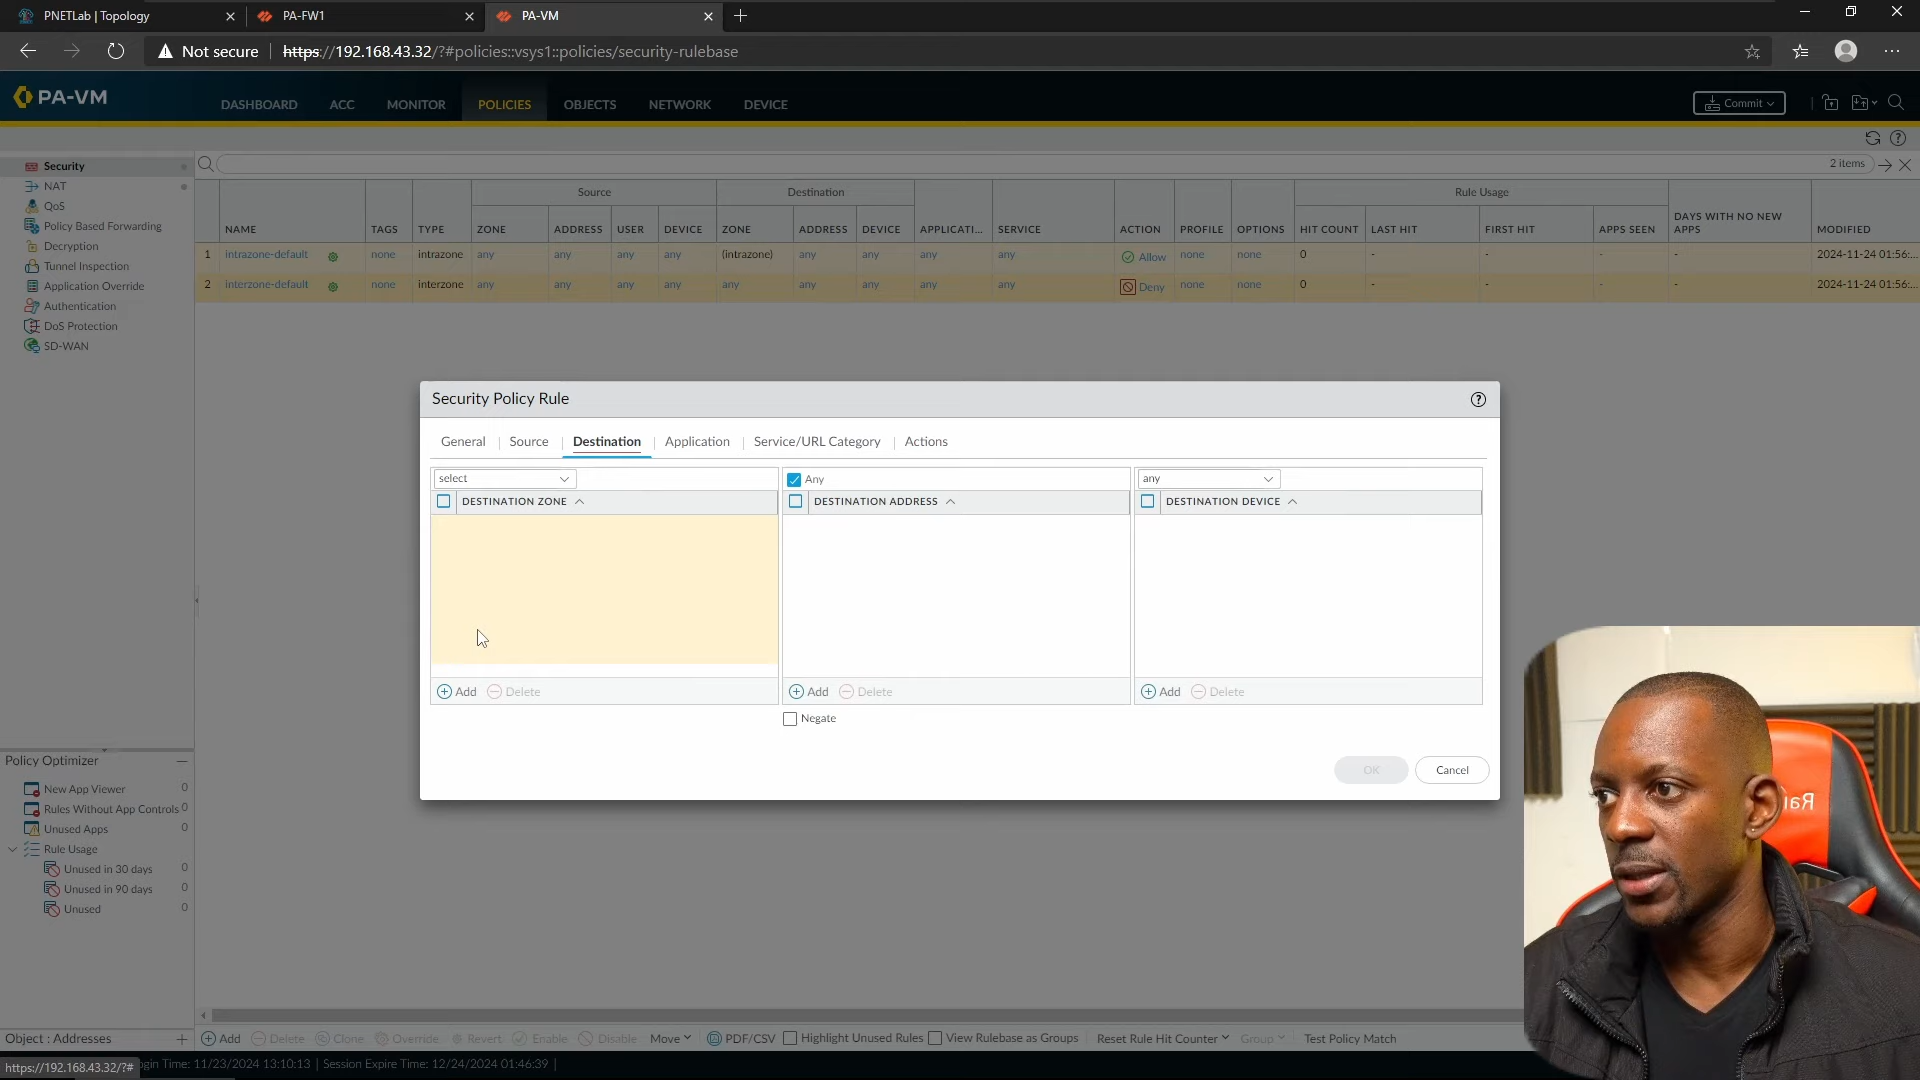 PNETLab | Topology
PA-FW1
PA-VM
Not secure
https://192.168.43.32/?#policies::vsys1::policies/security-rulebase
PA-VM
DASHBOARD
ACC
MONITOR
POLICIES
OBJECTS
NETWORK
DEVICE
Commit
Security
NAT
QoS
Policy Based Forwarding
Decryption
Tunnel Inspection
Application Override
Authentication
DoS Protection
SD-WAN
2 items
Source
Destination
Rule Usage
NAME
TAGS
TYPE
ZONE
ADDRESS
USER
DEVICE
ZONE
ADDRESS
DEVICE
APPLICATI...
SERVICE
ACTION
PROFILE
OPTIONS
HIT COUNT
LAST HIT
FIRST HIT
APPS SEEN
DAYS WITH NO NEW APPS
MODIFIED
1 intrazone-default none intrazone any any any any (intrazone) any any any any Allow none none 0 - - - - 2024-11-24 01:56:...
2 interzone-default none interzone any any any any any any any any any Deny none none 0 - - - - 2024-11-24 01:56:...
Security Policy Rule
General
Source
Destination
Application
Service/URL Category
Actions
select
Any
any
DESTINATION ZONE
DESTINATION ADDRESS
DESTINATION DEVICE
Add
Delete
Add
Delete
Add
Delete
Negate
OK
Cancel
Policy Optimizer
New App Viewer 0
Rules Without App Controls 0
Unused Apps 0
Rule Usage
Unused in 30 days 0
Unused in 90 days 0
Unused 0
Object : Addresses
Add
Delete
Clone
Override
Revert
Enable
Disable
Move
PDF/CSV
Highlight Unused Rules
View Rulebase as Groups
Reset Rule Hit Counter
Group
Test Policy Match
https://192.168.43.32/?#
ogin Time: 11/23/2024 13:10:13 | Session Expire Time: 12/24/2024 01:46:39 |